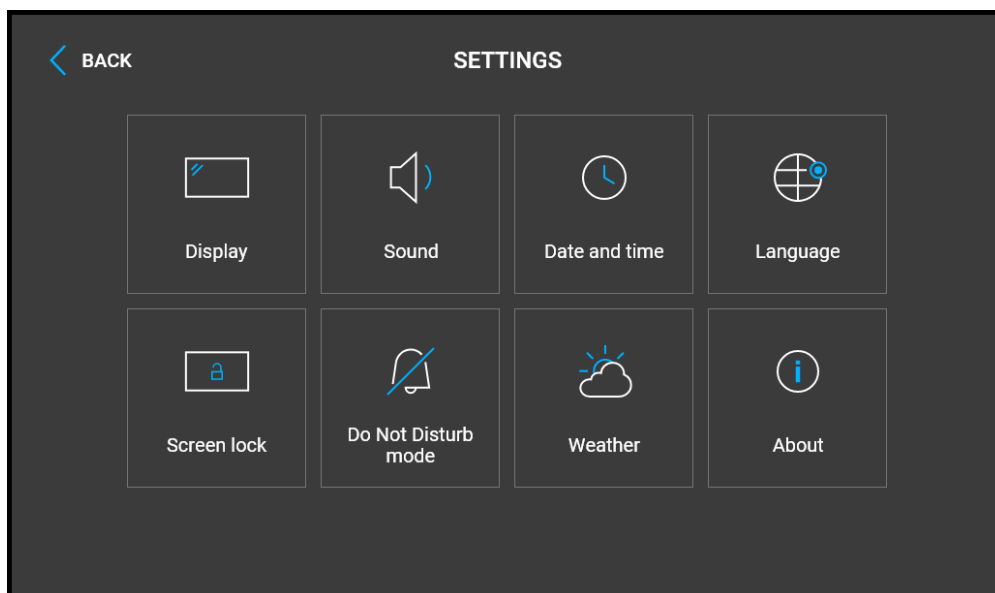 BACK
SETTINGS
Display
Sound
Date and time
Language
Screen lock
Do Not Disturb
mode
Weather
About